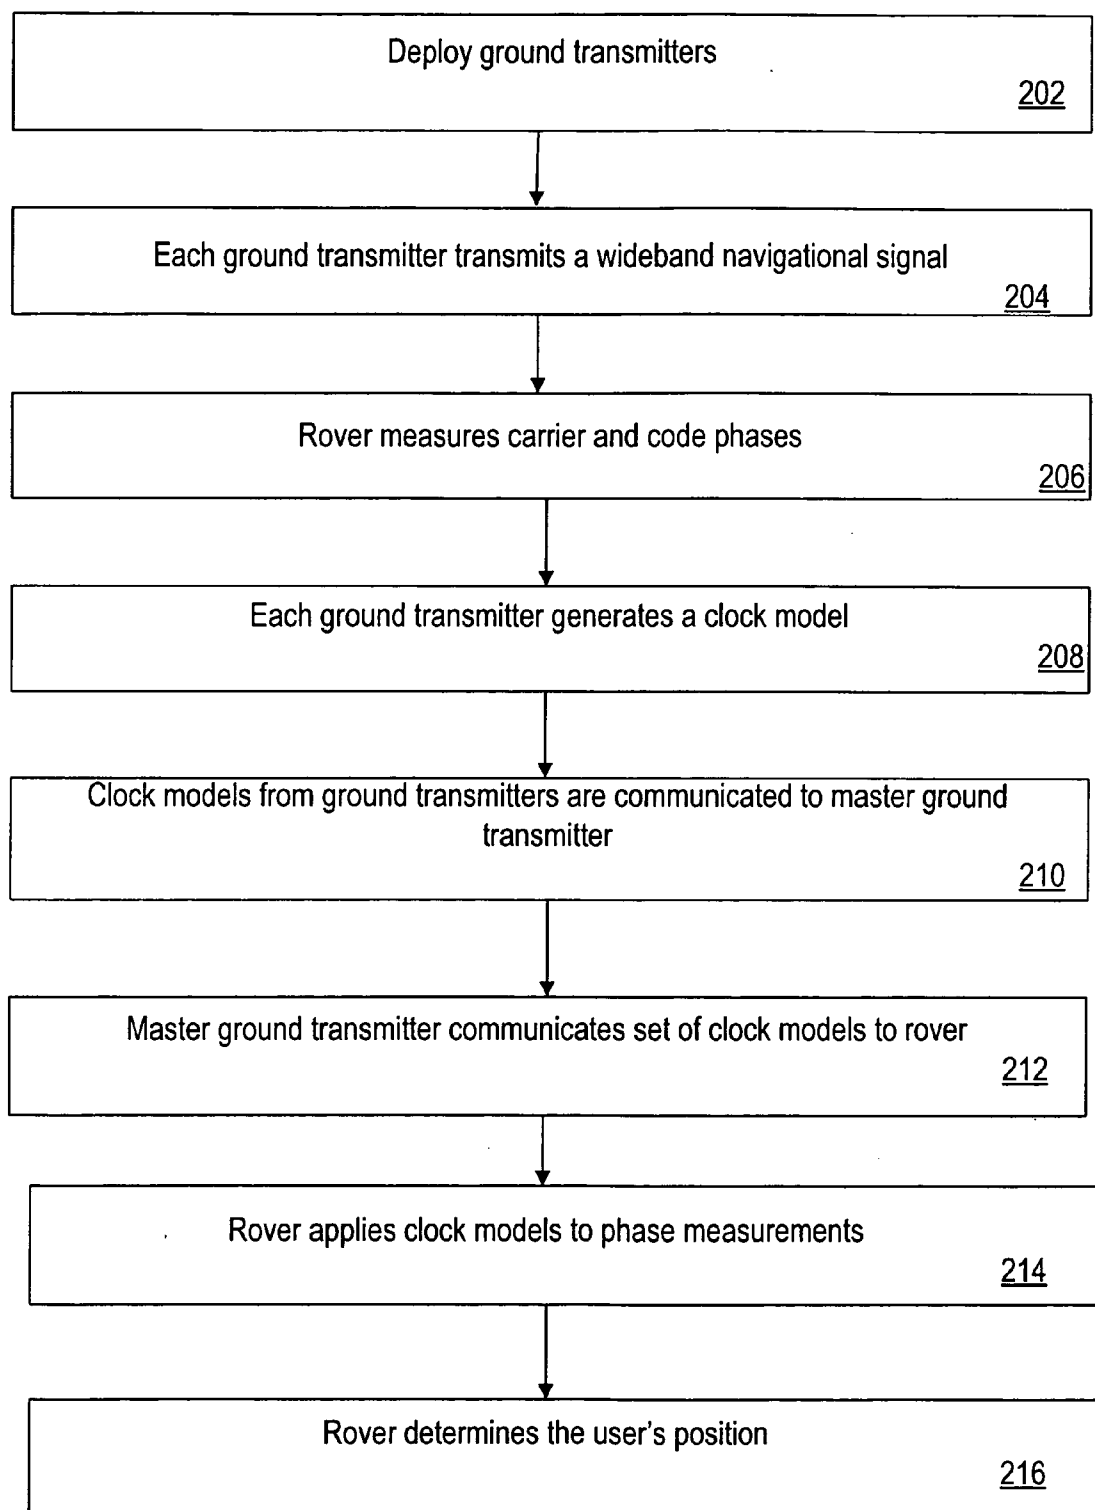 Deploy ground transmitters
202
Each ground transmitter transmits a wideband navigational signal
204
Rover measures carrier and code phases
206
Each ground transmitter generates a clock model
208
Clock models from ground transmitters are communicated to master ground
transmitter
210
Master ground transmitter communicates set of clock models to rover
212
Rover applies clock models to phase measurements
214
Rover determines the user's position
216